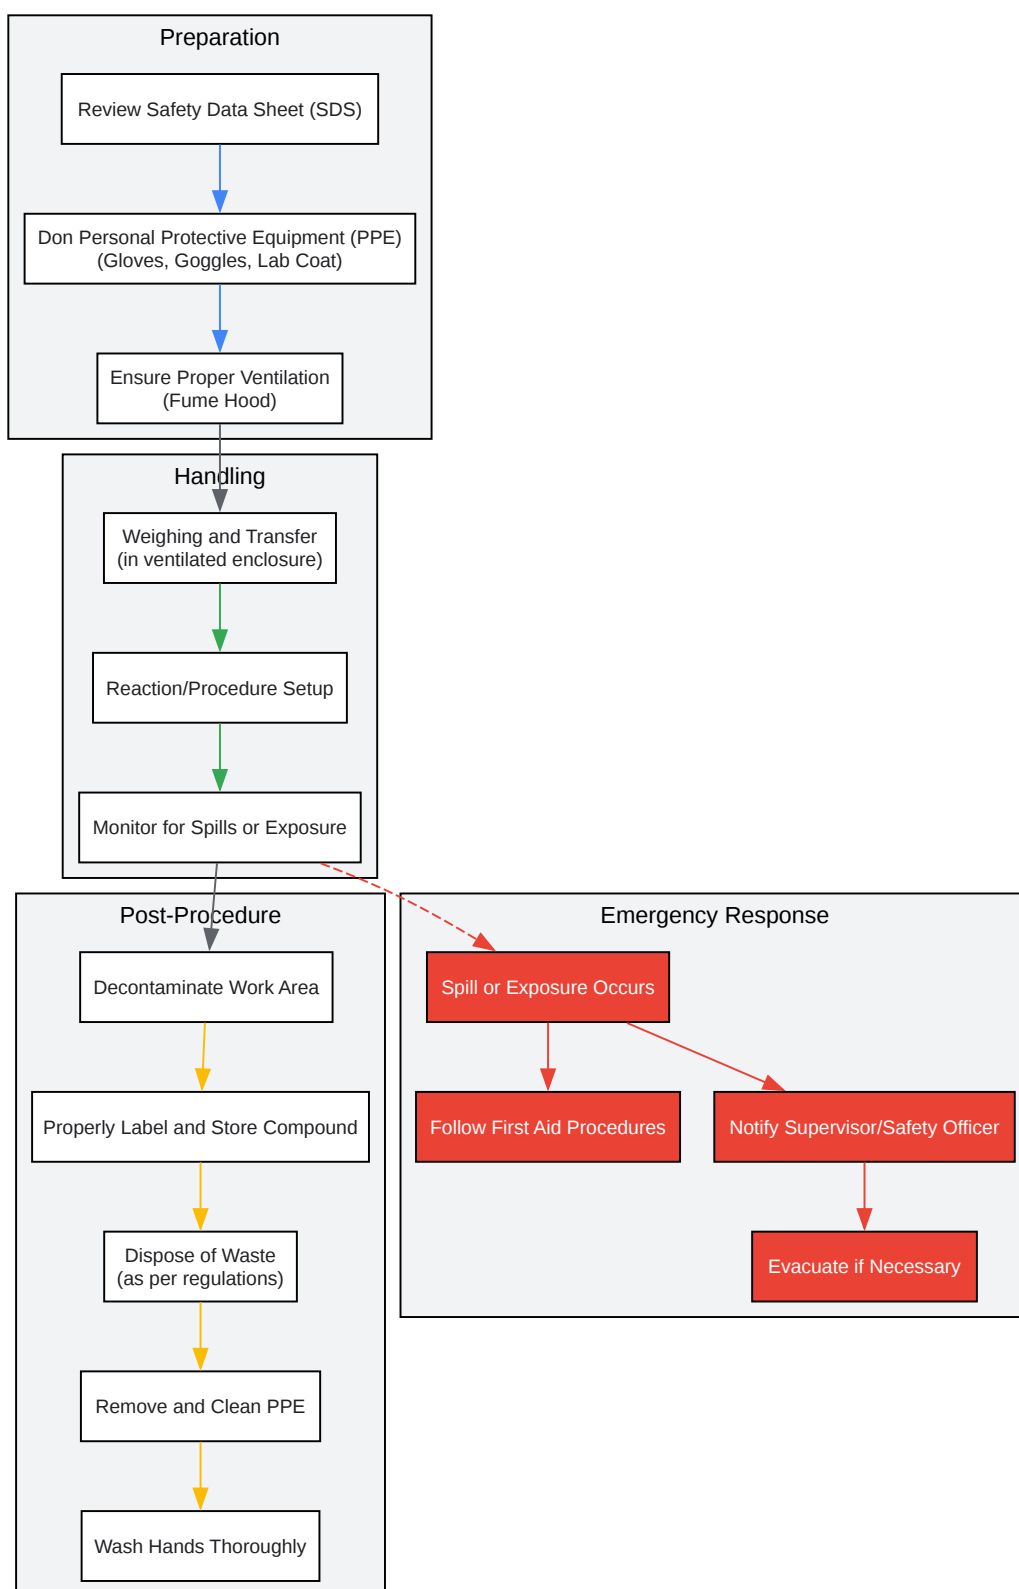 Preparation
Review Safety Data Sheet (SDS)
Don Personal Protective Equipment (PPE)
(Gloves, Goggles, Lab Coat)
Ensure Proper Ventilation
(Fume Hood)
Handling
Weighing and Transfer
(in ventilated enclosure)
Reaction/Procedure Setup
Monitor for Spills or Exposure
Post-Procedure
Decontaminate Work Area
Properly Label and Store Compound
Dispose of Waste
(as per regulations)
Remove and Clean PPE
Wash Hands Thoroughly
Emergency Response
Spill or Exposure Occurs
Follow First Aid Procedures
Notify Supervisor/Safety Officer
Evacuate if Necessary